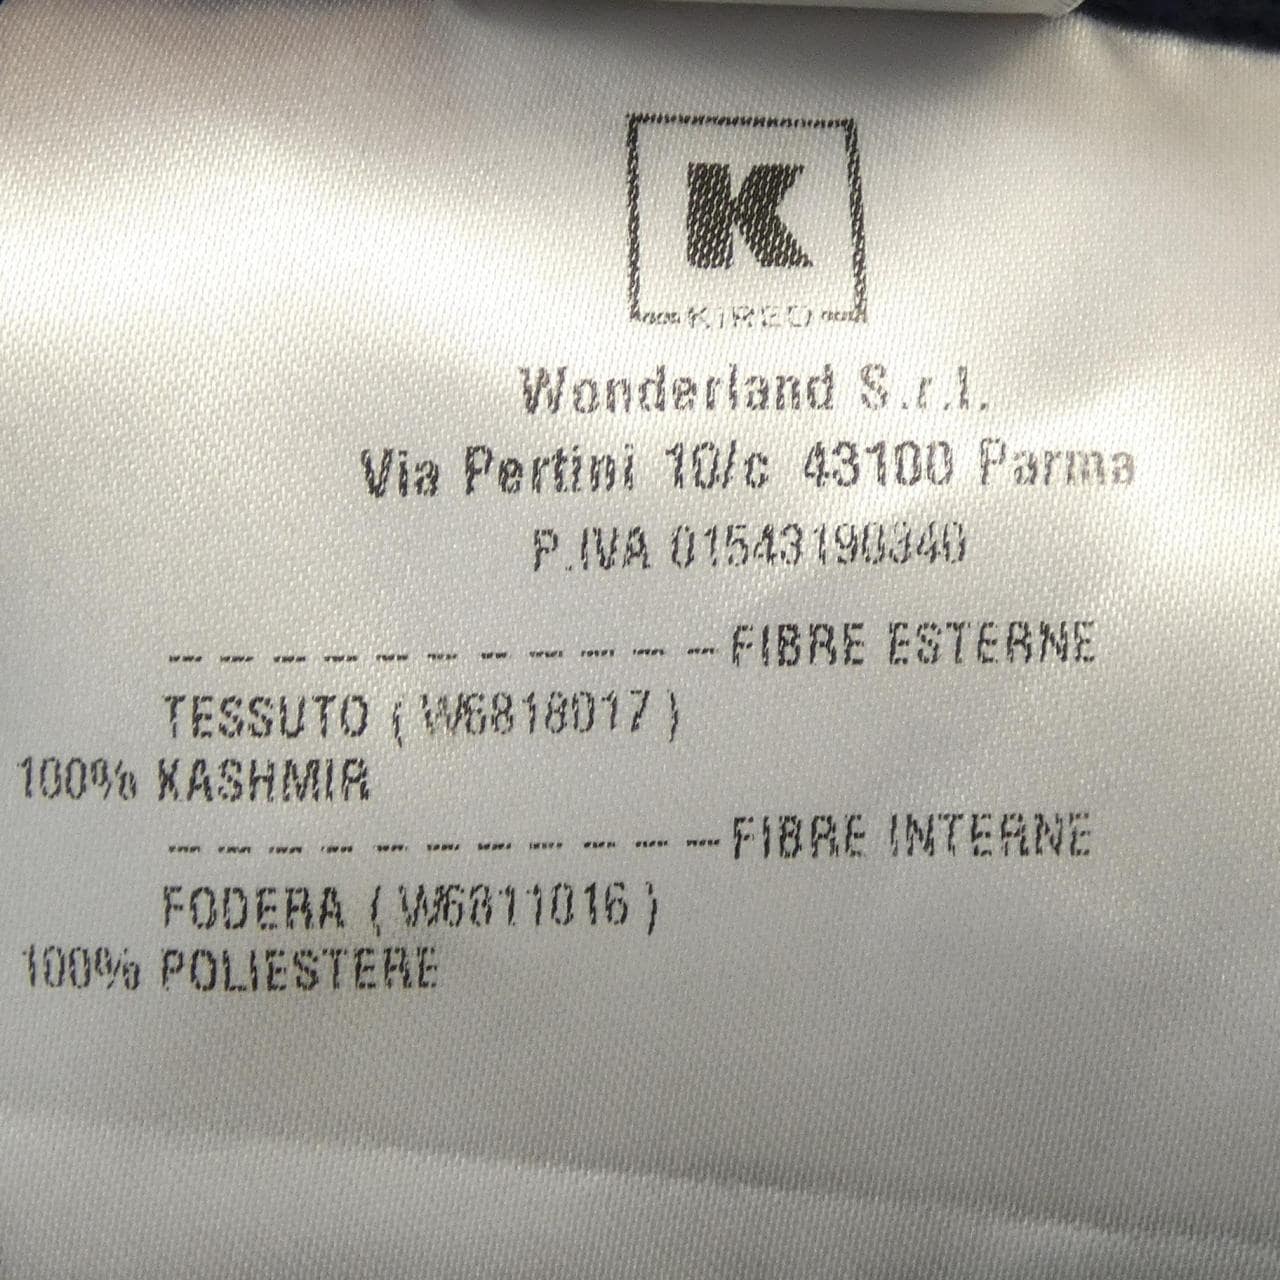 K
KIRED
Wonderland S.r.l.
Via Pertini 10/c 43100 Parma
P.IVA 01543190340
-----------FIBRE ESTERNE
TESSUTO (W6818017)
100% KASHMIR
-----------FIBRE INTERNE
FODERA (W6811016)
100% POLIESTERE